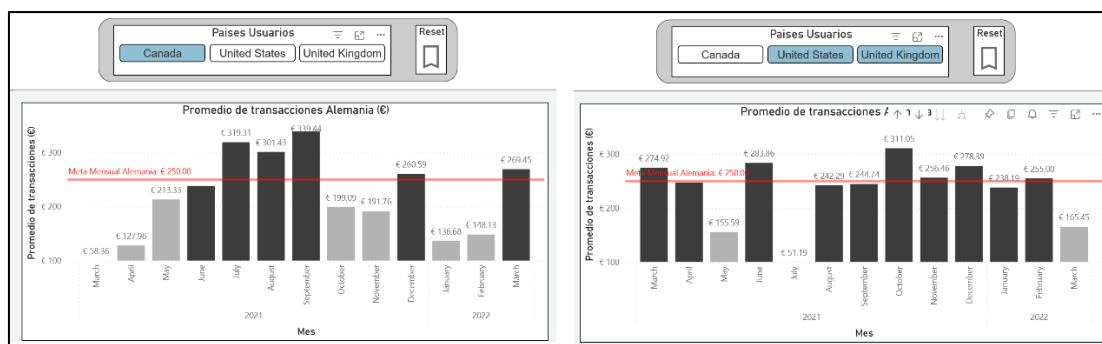 Paises Usuarios
Canada
United States
United Kingdom
Reset
Promedio de transacciones Alemania (€)
Promedio de transacciones (€)
€ 300
€ 200
€ 100
Meta Mensual Alemania: € 250.00
€ 58.36
€ 127.96
€ 213.33
€ 319.31
€ 301.43
€ 339.44
€ 199.09
€ 191.76
€ 260.59
€ 136.68
€ 148.13
€ 269.45
March
April
May
June
July
August
September
October
November
December
January
February
March
2021
2022
Mes
Paises Usuarios
Canada
United States
United Kingdom
Reset
Promedio de transacciones
Promedio de transacciones (€)
€ 300
€ 200
€ 100
Meta Mensual Alemania: € 250.00
€ 274.92
€ 155.59
€ 283.86
€ 51.19
€ 242.29
€ 244.74
€ 311.05
€ 256.46
€ 278.39
€ 238.19
€ 255.00
€ 165.45
March
April
May
June
July
August
September
October
November
December
January
February
March
2021
2022
Mes